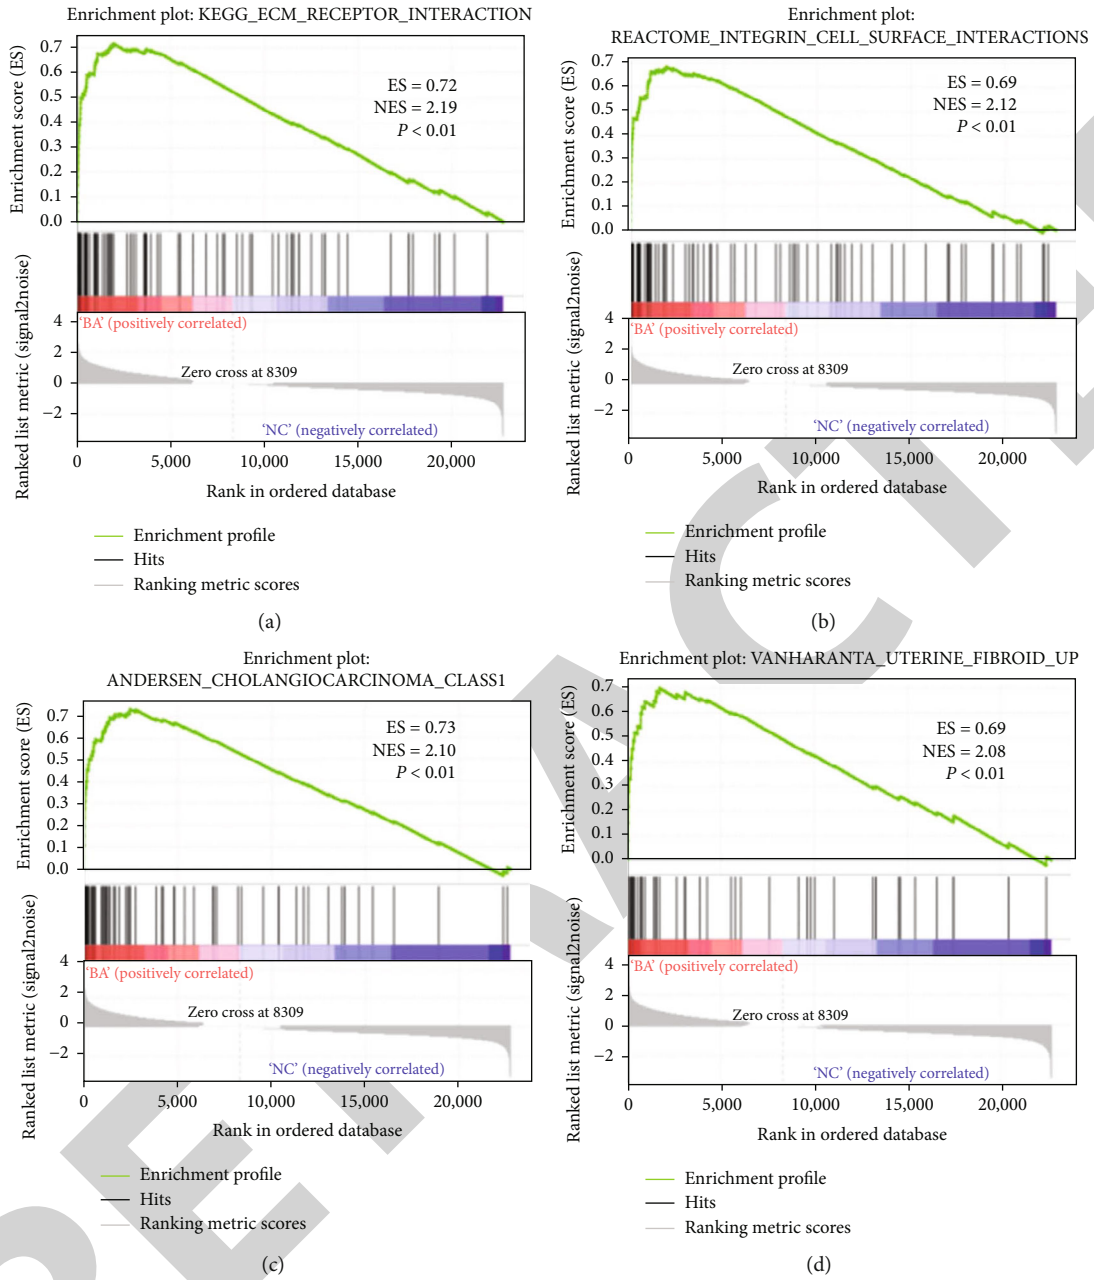 Enrichment plot: KEGG_ECM_RECEPTOR_INTERACTION
Enrichment score (ES)
0.7
0.6
0.5
0.4
0.3
0.2
0.1
0.0
ES = 0.72
NES = 2.19
P < 0.01
Ranked list metric (signal2noise)
4
2
0
−2
'BA' (positively correlated)
Zero cross at 8309
'NC' (negatively correlated)
0 5,000 10,000 15,000 20,000
Rank in ordered database
Enrichment profile
Hits
Ranking metric scores
(a)
Enrichment plot:
REACTOME_INTEGRIN_CELL_SURFACE_INTERACTIONS
Enrichment score (ES)
0.7
0.6
0.5
0.4
0.3
0.2
0.1
0.0
ES = 0.69
NES = 2.12
P < 0.01
Ranked list metric (signal2noise)
4
2
0
−2
'BA' (positively correlated)
Zero cross at 8309
'NC' (negatively correlated)
0 5,000 10,000 15,000 20,000
Rank in ordered database
Enrichment profile
Hits
Ranking metric scores
(b)
Enrichment plot:
ANDERSEN_CHOLANGIOCARCINOMA_CLASS1
Enrichment score (ES)
0.7
0.6
0.5
0.4
0.3
0.2
0.1
0.0
ES = 0.73
NES = 2.10
P < 0.01
Ranked list metric (signal2noise)
4
2
0
−2
'BA' (positively correlated)
Zero cross at 8309
'NC' (negatively correlated)
0 5,000 10,000 15,000 20,000
Rank in ordered database
Enrichment profile
Hits
Ranking metric scores
(c)
Enrichment plot: VANHARANTA_UTERINE_FIBROID_UP
Enrichment score (ES)
0.7
0.6
0.5
0.4
0.3
0.2
0.1
0.0
ES = 0.69
NES = 2.08
P < 0.01
Ranked list metric (signal2noise)
4
2
0
−2
'BA' (positively correlated)
Zero cross at 8309
'NC' (negatively correlated)
0 5,000 10,000 15,000 20,000
Rank in ordered database
Enrichment profile
Hits
Ranking metric scores
(d)